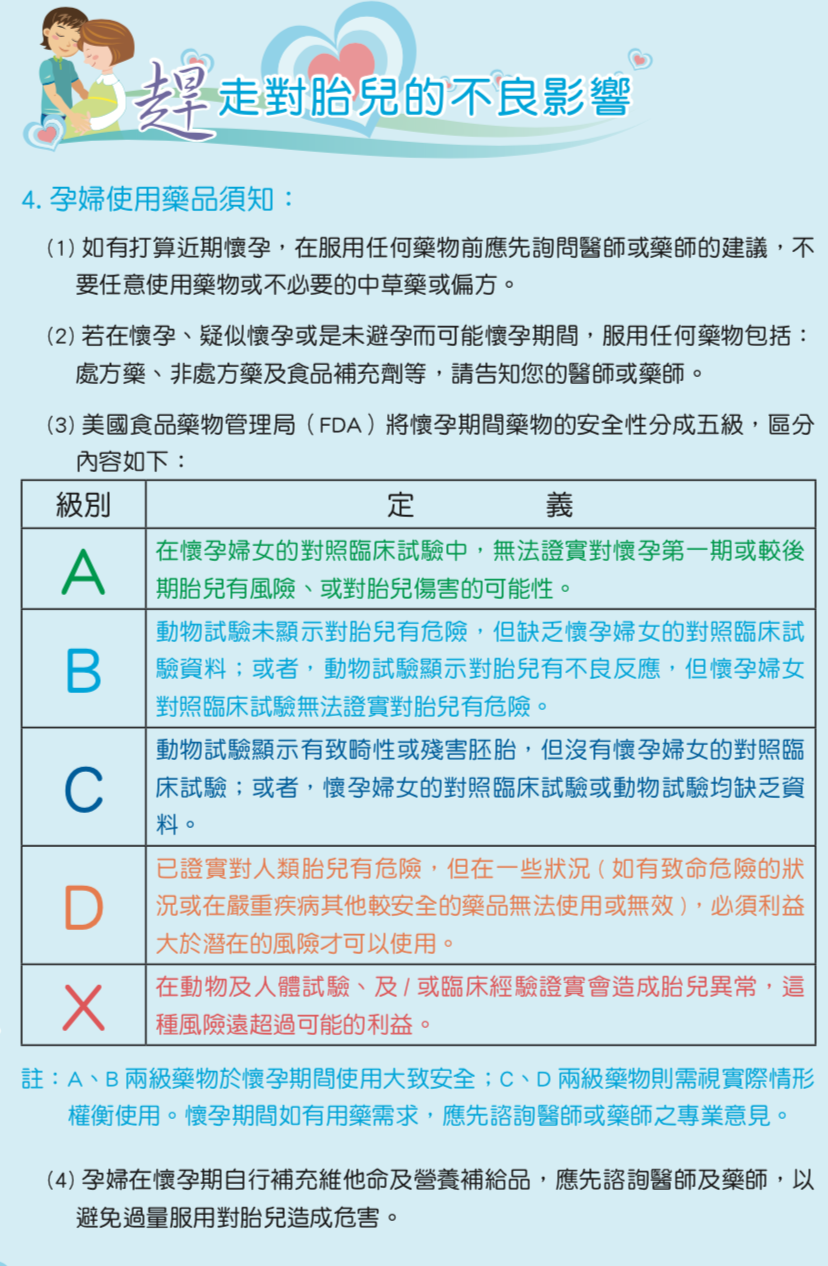 趕走對胎兒的不良影響
4. 孕婦使用藥品須知：
(1) 如有打算近期懷孕，在服用任何藥物前應先詢問醫師或藥師的建議，不
要任意使用藥物或不必要的中草藥或偏方。
(2) 若在懷孕、疑似懷孕或是未避孕而可能懷孕期間，服用任何藥物包括：
處方藥、非處方藥及食品補充劑等，請告知您的醫師或藥師。
(3) 美國食品藥物管理局（FDA）將懷孕期間藥物的安全性分成五級，區分
內容如下：
級別 定 義
A
在懷孕婦女的對照臨床試驗中，無法證實對懷孕第一期或較後
期胎兒有風險、或對胎兒傷害的可能性。
B
動物試驗未顯示對胎兒有危險，但缺乏懷孕婦女的對照臨床試
驗資料；或者，動物試驗顯示對胎兒有不良反應，但懷孕婦女
對照臨床試驗無法證實對胎兒有危險。
C
動物試驗顯示有致畸性或殘害胚胎，但沒有懷孕婦女的對照臨
床試驗；或者，懷孕婦女的對照臨床試驗或動物試驗均缺乏資
料。
D
已證實對人類胎兒有危險，但在一些狀況 ( 如有致命危險的狀
況或在嚴重疾病其他較安全的藥品無法使用或無效 )，必須利益
大於潛在的風險才可以使用。
X
在動物及人體試驗、及 / 或臨床經驗證實會造成胎兒異常，這
種風險遠超過可能的利益。
註：A、B 兩級藥物於懷孕期間使用大致安全；C、D 兩級藥物則需視實際情形
權衡使用。懷孕期間如有用藥需求，應先諮詢醫師或藥師之專業意見。
(4) 孕婦在懷孕期自行補充維他命及營養補給品，應先諮詢醫師及藥師，以
避免過量服用對胎兒造成危害。